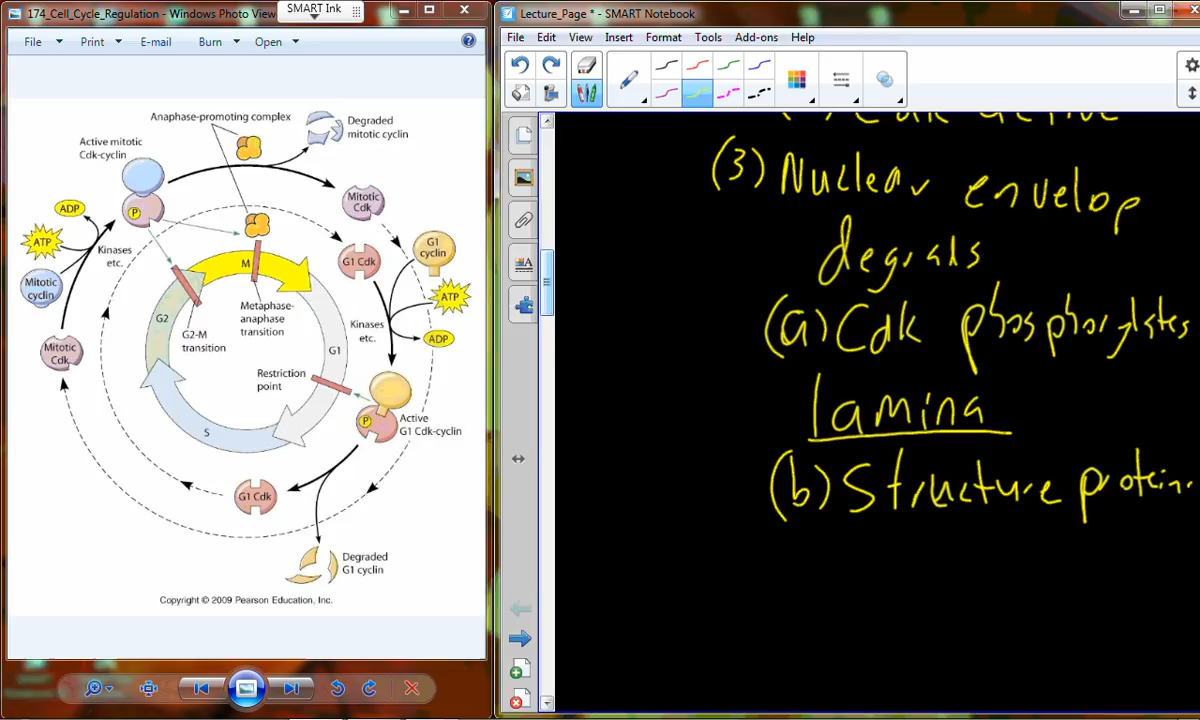 174_Cell_Cycle_Regulation - Windows Photo View
SMART Ink
File Print E-mail Burn Open
Anaphase-promoting complex
Degraded
mitotic cyclin
Active mitotic
Cdk-cyclin
P
ADP
ATP
Kinases
etc.
Mitotic
cyclin
Mitotic
Cdk
Mitotic
Cdk
G1 Cdk
G1
cyclin
ATP
ADP
Kinases
etc.
M
G2
G1
S
G2-M
transition
Metaphase-
anaphase
transition
Restriction
point
P
Active
G1 Cdk-cyclin
G1 Cdk
Degraded
G1 cyclin
Copyright © 2009 Pearson Education, Inc.
Lecture_Page * - SMART Notebook
File Edit View Insert Format Tools Add-ons Help
Cdk active
(3) Nuclear envelop
degrads
(a) Cdk phosphorylates
lamina
(b) Structure protein